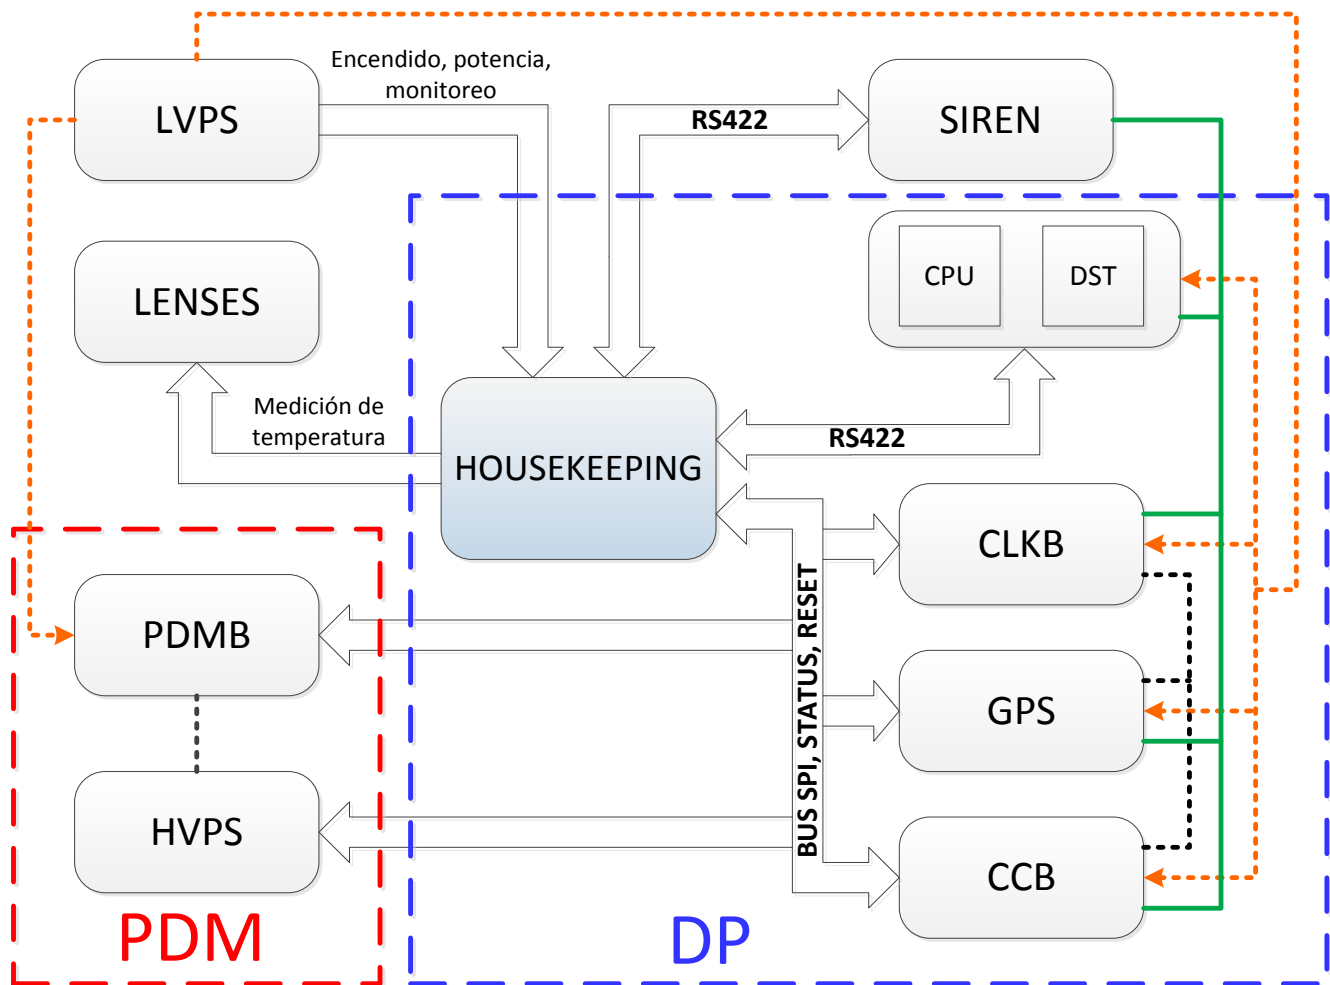 Encendido, potencia,
monitoreo
LVPS
RS422
SIREN
LENSES
CPU
DST
Medición de
temperatura
RS422
HOUSEKEEPING
CLKB
BUS SPI, STATUS, RESET
PDMB
GPS
HVPS
CCB
PDM
DP